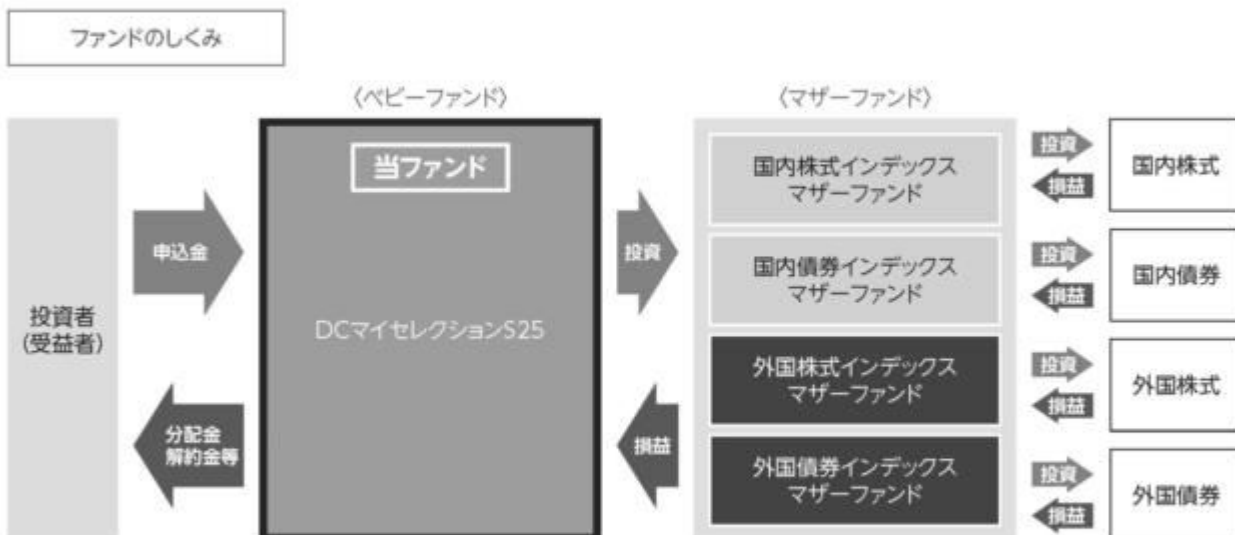 ファンドのしくみ
〈ベビーファンド〉
〈マザーファンド〉
投資者
(受益者)
申込金
分配金
解約金等
当ファンド
DCマイセレクションS25
投資
損益
国内株式インデックス
マザーファンド
国内債券インデックス
マザーファンド
外国株式インデックス
マザーファンド
外国債券インデックス
マザーファンド
投資
損益
国内株式
投資
損益
国内債券
投資
損益
外国株式
投資
損益
外国債券